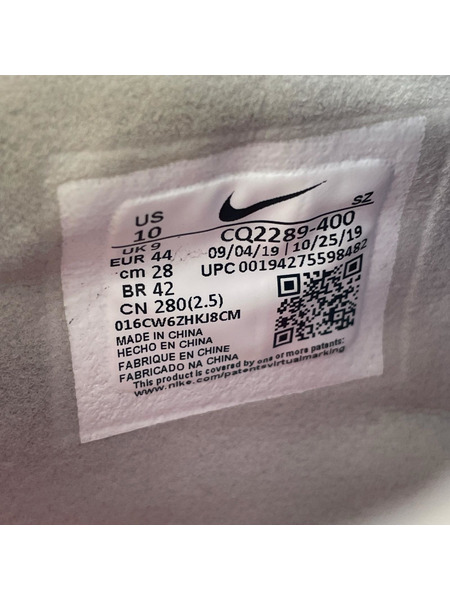 US
10
UK 9
EUR 44
cm 28
BR 42
CN 280(2.5)
016CW6ZHKJ8CM
MADE IN CHINA
HECHO EN CHINA
FABRIQUE EN CHINE
FABRICADO NA CHINA
SZ
CQ2289-400
09/04/19 | 10/25/19
UPC 00194275598482
This product is covered by one or more patents:
www.nike.com/patentsvirtualmarking